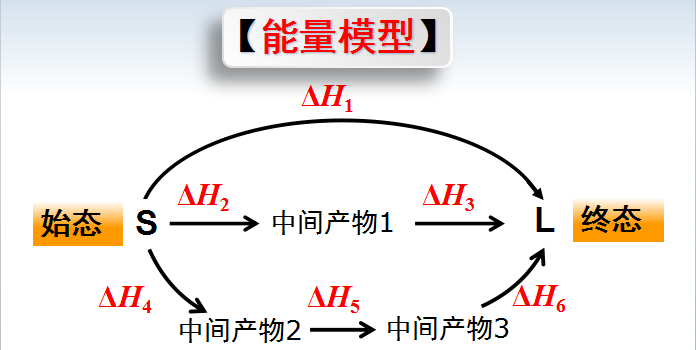 【能量模型】
ΔH₁
ΔH₂
ΔH₃
始态 S 中间产物1 L 终态
ΔH₄
ΔH₅
ΔH₆
中间产物2 中间产物3